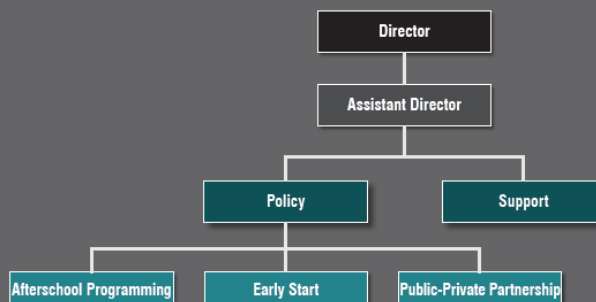 Director
Assistant Director
Policy
Support
Afterschool Programming
Early Start
Public-Private Partnership